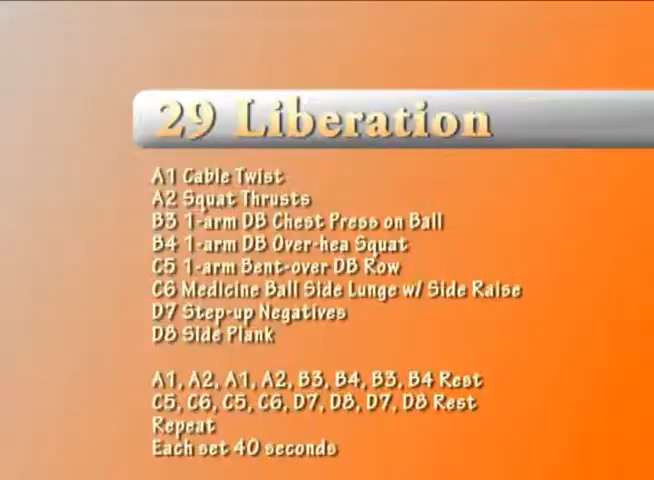 29 Liberation
A1 Cable Twist
A2 Squat Thrusts
B3 1-arm DB Chest Press on Ball
B4 1-arm DB Over-hea Squat
C5 1-arm Bent-over DB Row
C6 Medicine Ball Side Lunge w/ Side Raise
D7 Step-up Negatives
D8 Side Plank
A1, A2, A1, A2, B3, B4, B3, B4 Rest
C5, C6, C5, C6, D7, D8, D7, D8 Rest
Repeat
Each set 40 seconds